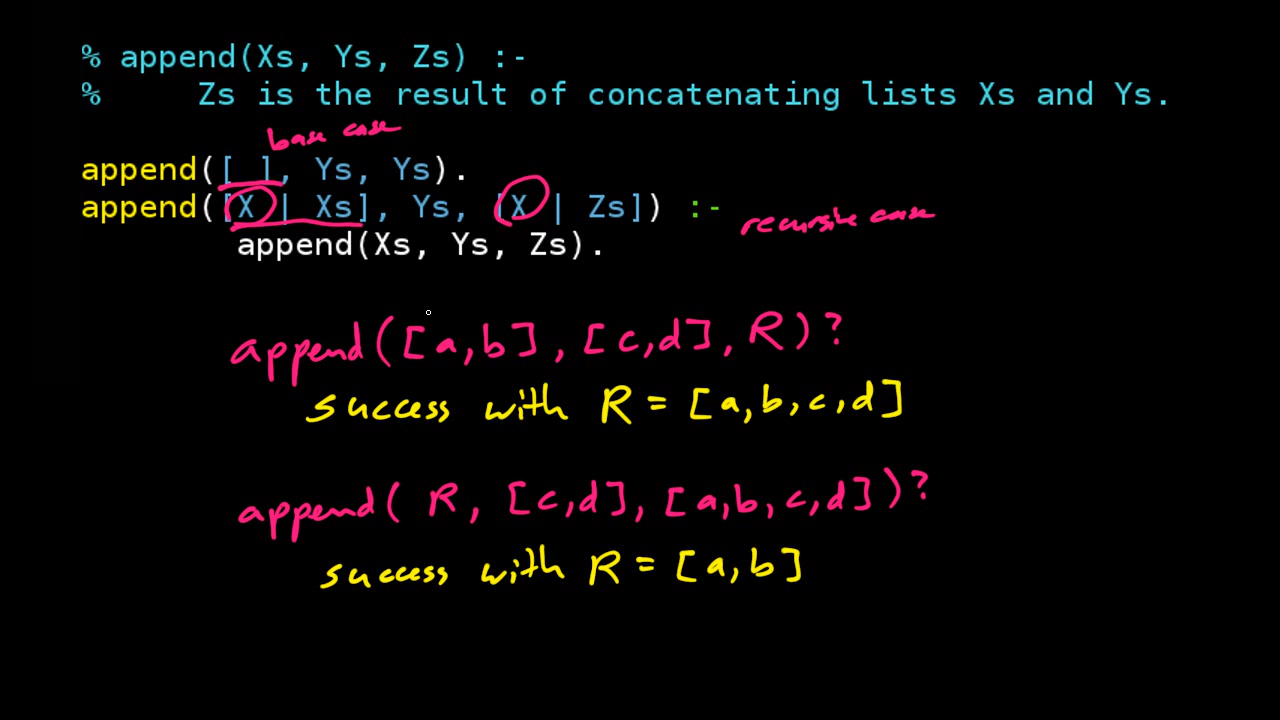 % append(Xs, Ys, Zs) :-
%     Zs is the result of concatenating lists Xs and Ys.
base case
append([ ], Ys, Ys).
append([X | Xs], Ys, [X | Zs]) :-
recursive case
append(Xs, Ys, Zs).
append([a,b], [c,d], R)?
success with R = [a,b,c,d]
append( R, [c,d], [a,b,c,d])?
success with R = [a,b]